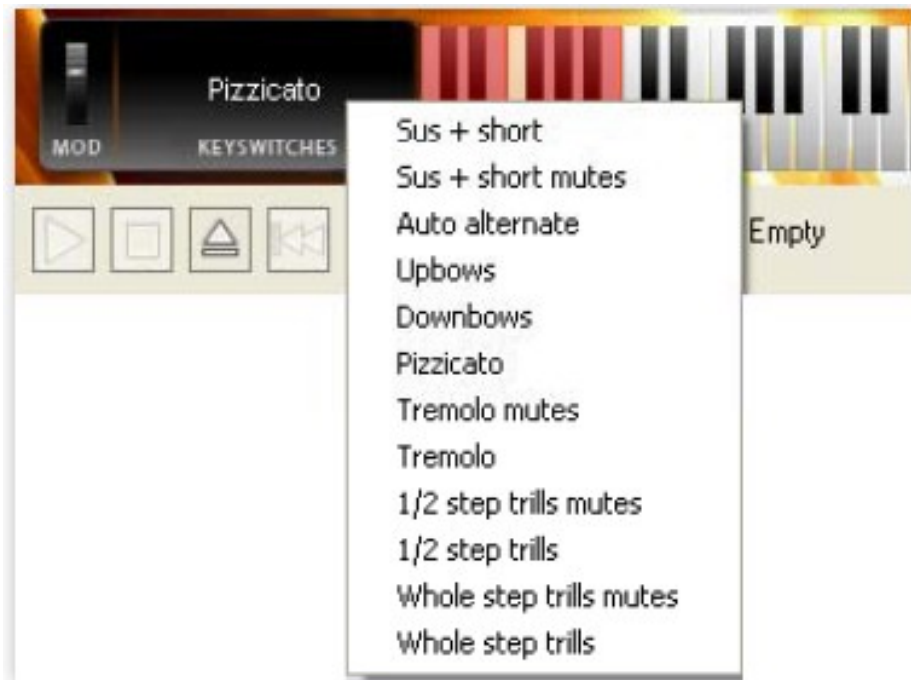 Pizzicato
MOD
KEYSWITCHES
Sus + short
Sus + short mutes
Auto alternate
Upbows
Downbows
Pizzicato
Tremolo mutes
Tremolo
1/2 step trills mutes
1/2 step trills
Whole step trills mutes
Whole step trills
Empty